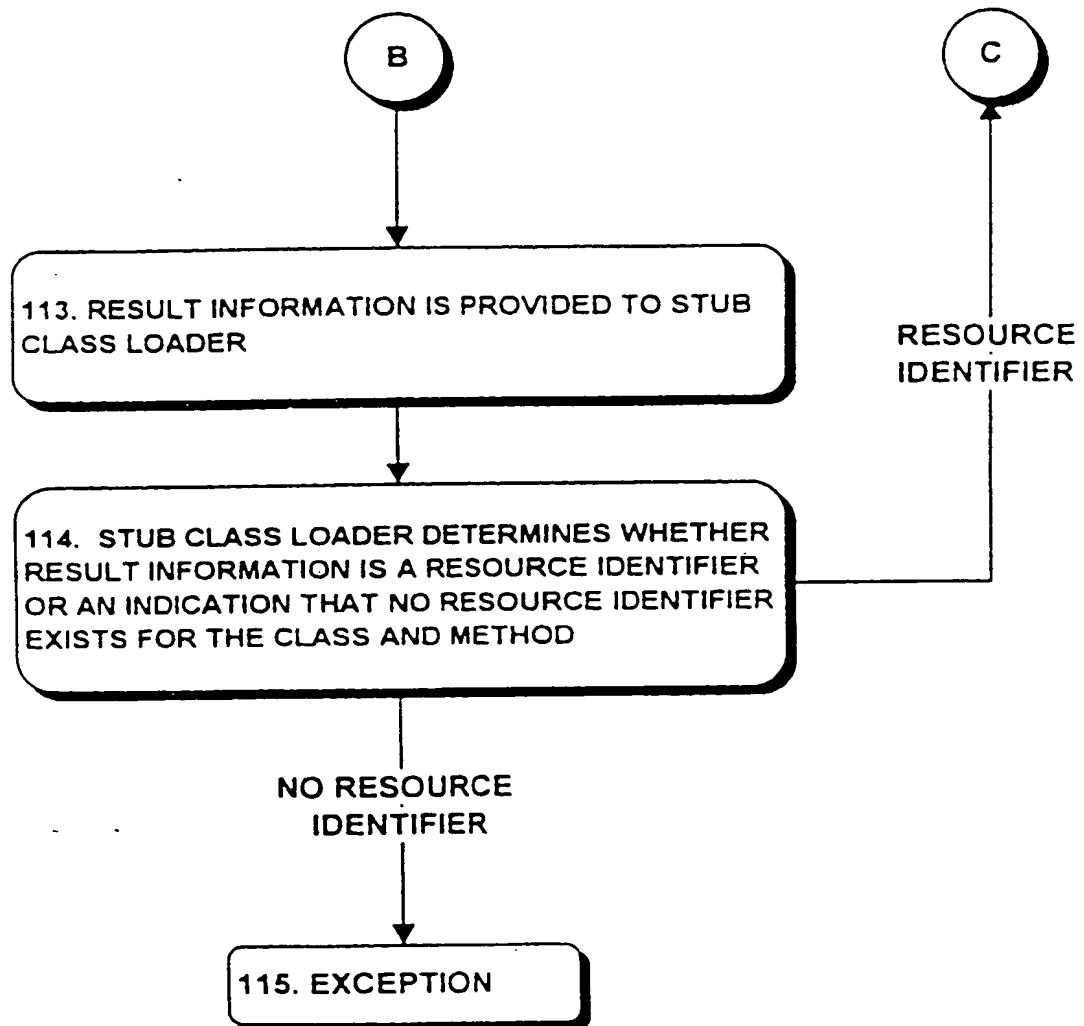 B
C
113. RESULT INFORMATION IS PROVIDED TO STUB
CLASS LOADER
RESOURCE
IDENTIFIER
114. STUB CLASS LOADER DETERMINES WHETHER
RESULT INFORMATION IS A RESOURCE IDENTIFIER
OR AN INDICATION THAT NO RESOURCE IDENTIFIER
EXISTS FOR THE CLASS AND METHOD
NO RESOURCE
IDENTIFIER
115. EXCEPTION